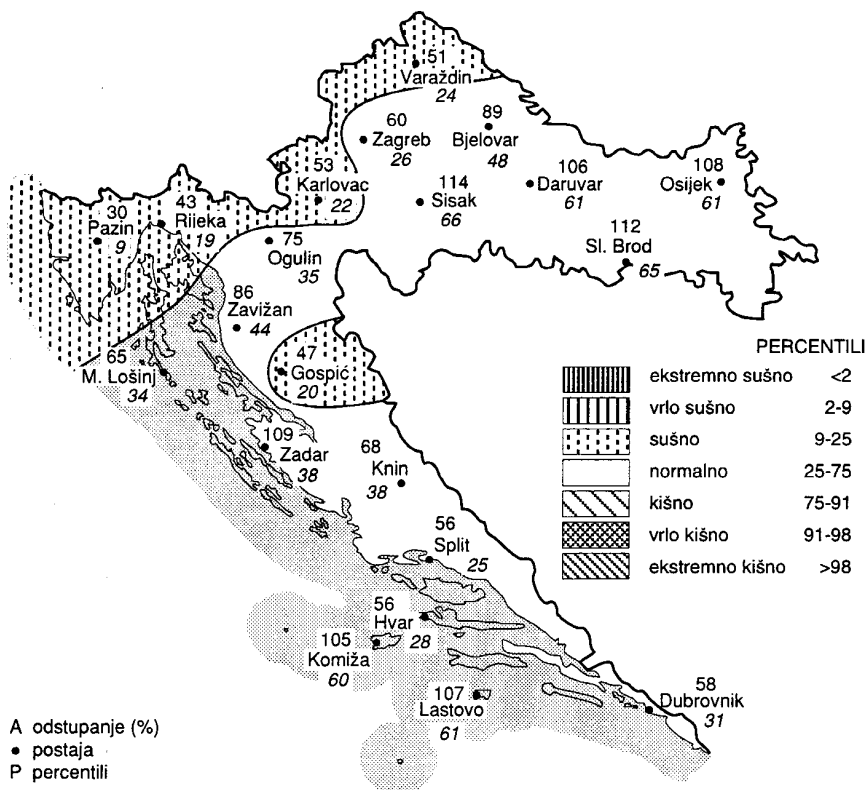 51
Varaždin
24
60
Zagreb
26
89
Bjelovar
48
53
Karlovac
22
114
Sisak
66
106
Daruvar
61
108
Osijek
61
112
Sl. Brod
65
30
Pazin
9
43
Rijeka
19
75
Ogulin
35
86
Zavižan
44
65
M. Lošinj
34
47
Gospić
20
109
Zadar
38
68
Knin
38
56
Split
25
56
Hvar
28
105
Komiža
60
107
Lastovo
61
58
Dubrovnik
31
PERCENTILI
ekstremno sušno <2
vrlo sušno 2-9
sušno 9-25
normalno 25-75
kišno 75-91
vrlo kišno 91-98
ekstremno kišno >98
A odstupanje (%)
● postaja
P percentili